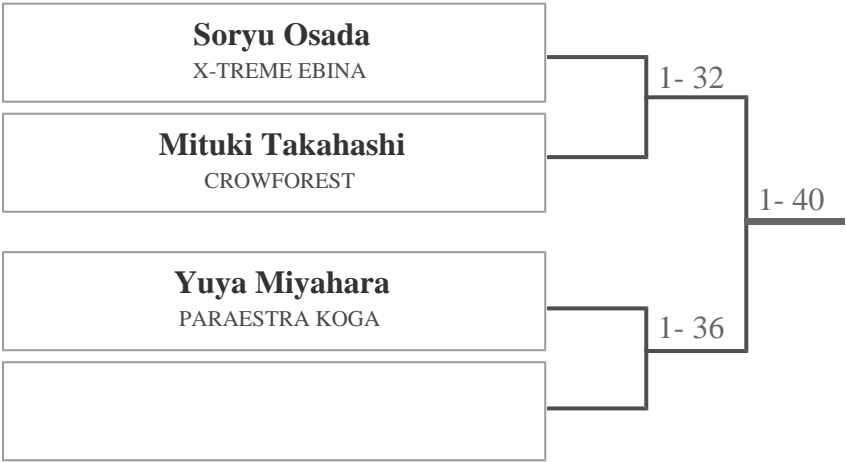 Soryu Osada
X-TREME EBINA
1- 32
Mituki Takahashi
CROWFOREST
1- 40
Yuya Miyahara
PARAESTRA KOGA
1- 36